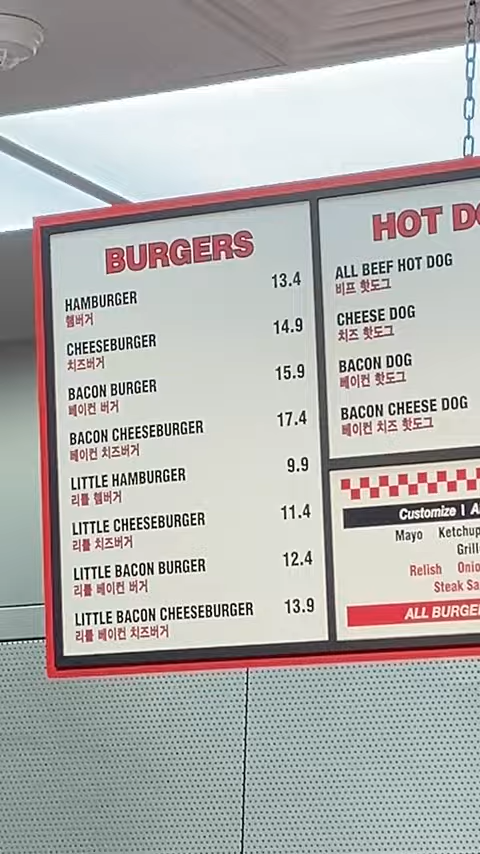 BURGERS
HAMBURGER 13.4
햄버거
CHEESEBURGER 14.9
치즈버거
BACON BURGER 15.9
베이컨 버거
BACON CHEESEBURGER 17.4
베이컨 치즈버거
LITTLE HAMBURGER 9.9
리틀 햄버거
LITTLE CHEESEBURGER 11.4
리틀 치즈버거
LITTLE BACON BURGER 12.4
리틀 베이컨 버거
LITTLE BACON CHEESEBURGER 13.9
리틀 베이컨 치즈버거
HOT
ALL BEEF HOT DOG
비프 핫도그
CHEESE DOG
치즈 핫도그
BACON DOG
베이컨 핫도그
BACON CHEESE DOG
베이컨 치즈 핫도그
Customize
Mayo Ketchup
Relish
Steak
ALL